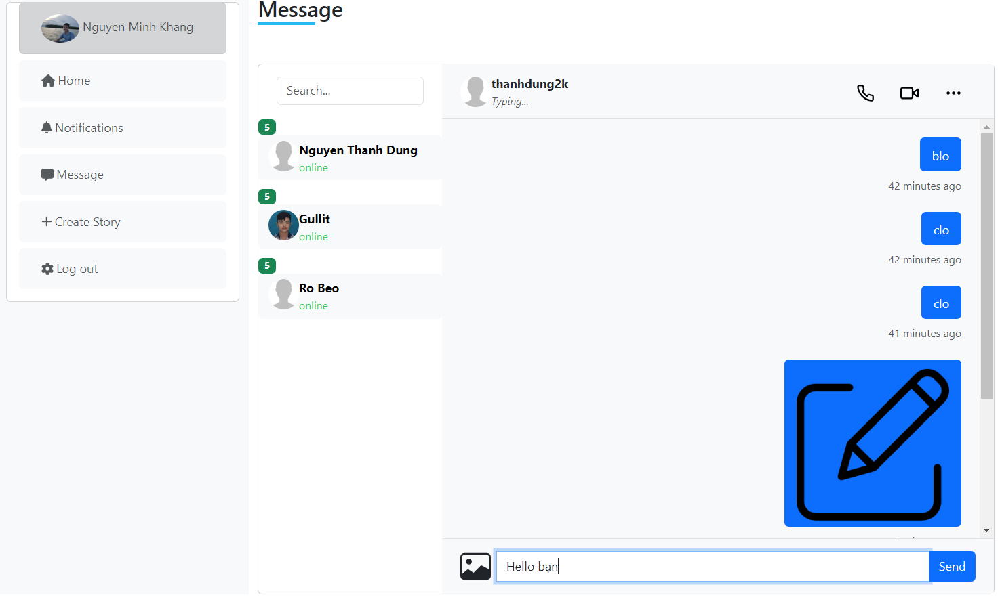 Nguyen Minh Khang
Home
Notifications
Message
Create Story
Log out
Message
Search...
5
Nguyen Thanh Dung
online
5
Gullit
online
5
Ro Beo
online
thanhdung2k
Typing...
blo
42 minutes ago
clo
42 minutes ago
clo
41 minutes ago
Hello bạn
Send